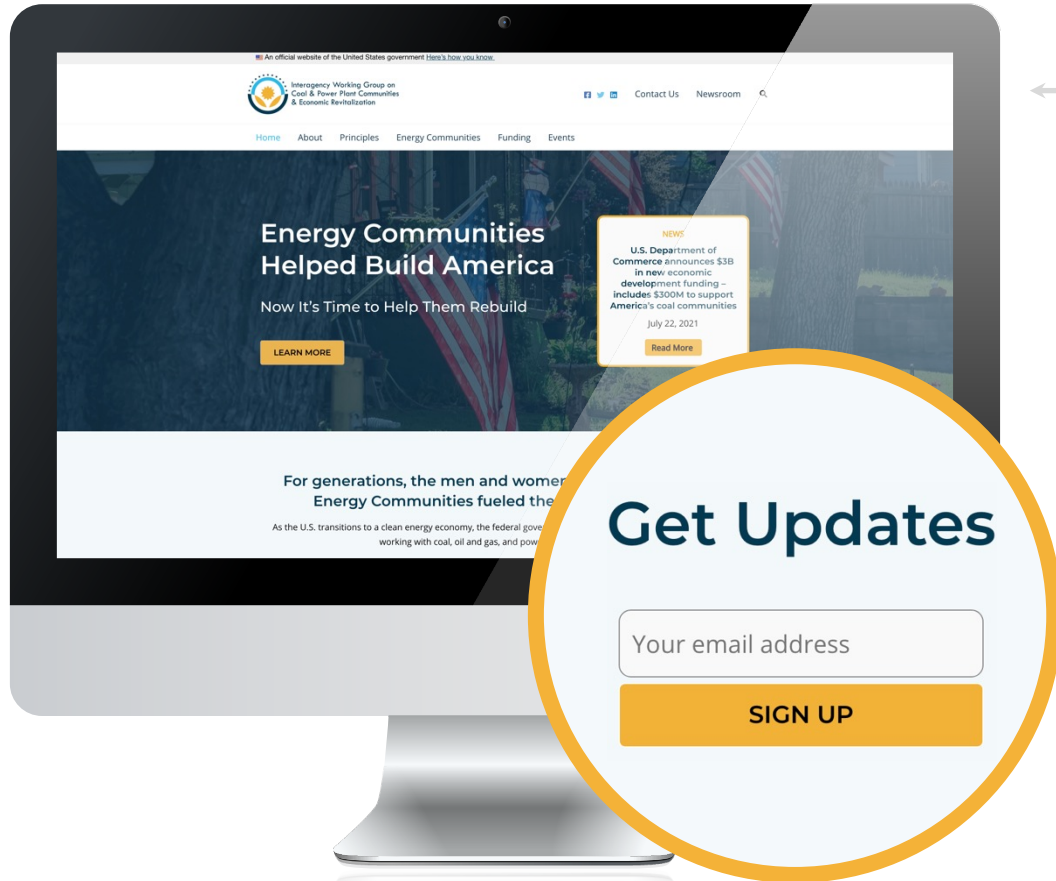 An official website of the United States government Here's how you know
Interagency Working Group on
Coal & Power Plant Communities
& Economic Revitalization
Contact Us Newsroom
Home About Principles Energy Communities Funding Events
Energy Communities
Helped Build America
Now It's Time to Help Them Rebuild
LEARN MORE
NEWS
U.S. Department of
Commerce announces $3B
in new economic
development funding –
includes $300M to support
America's coal communities
July 22, 2021
Read More
For generations, the men and women
Energy Communities fueled the
As the U.S. transitions to a clean energy economy, the federal gove
working with coal, oil and gas, and pow
Get Updates
Your email address
SIGN UP